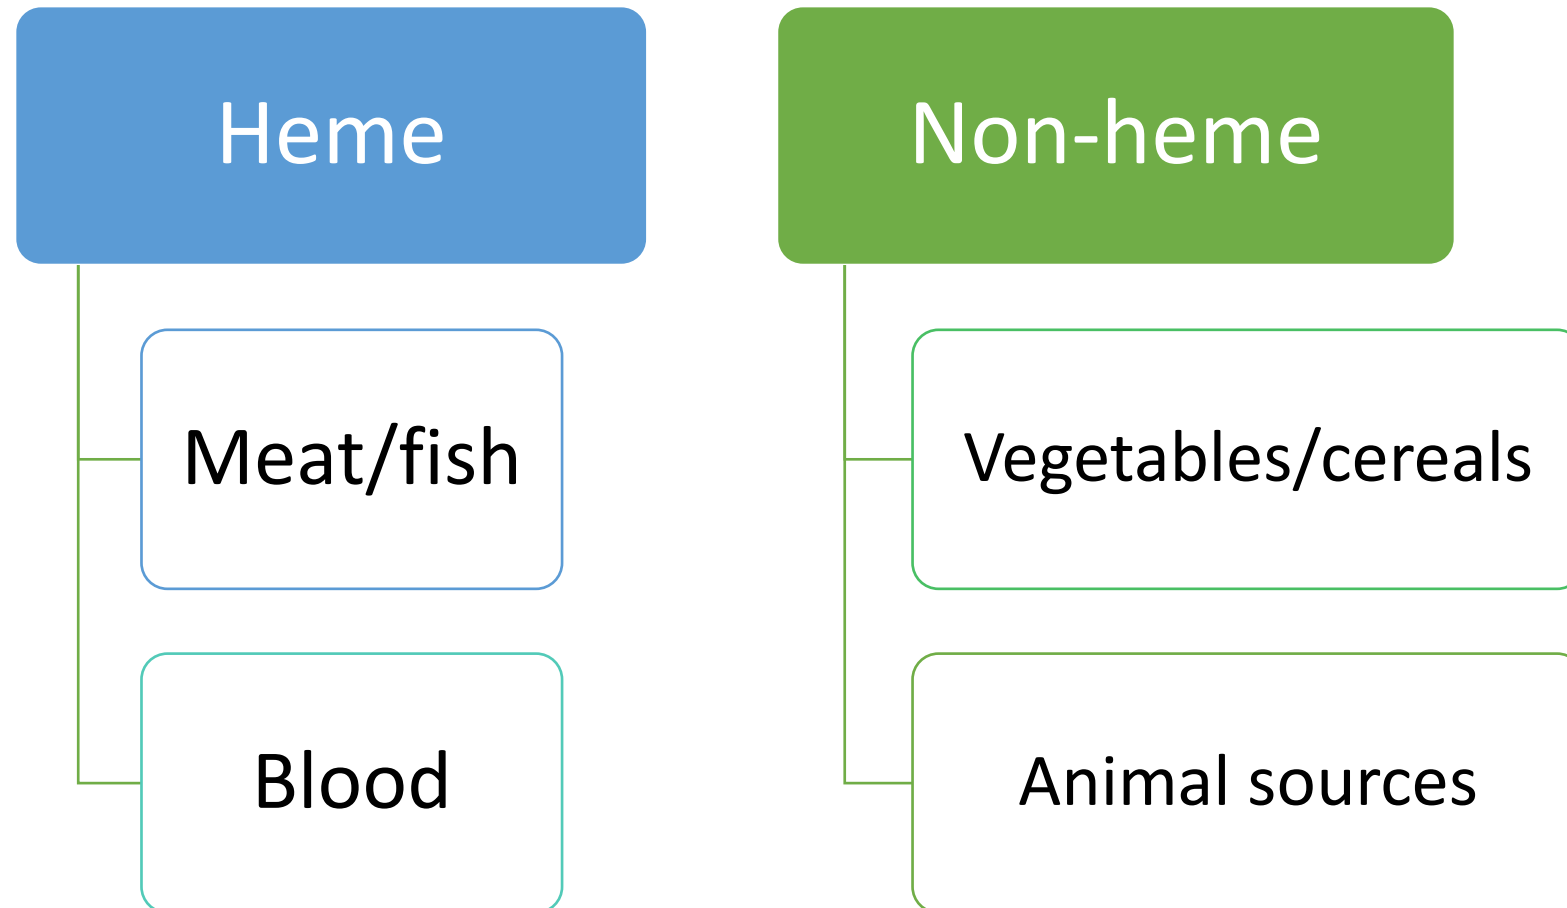 Heme
Meat/fish
Blood
Non-heme
Vegetables/cereals
Animal sources